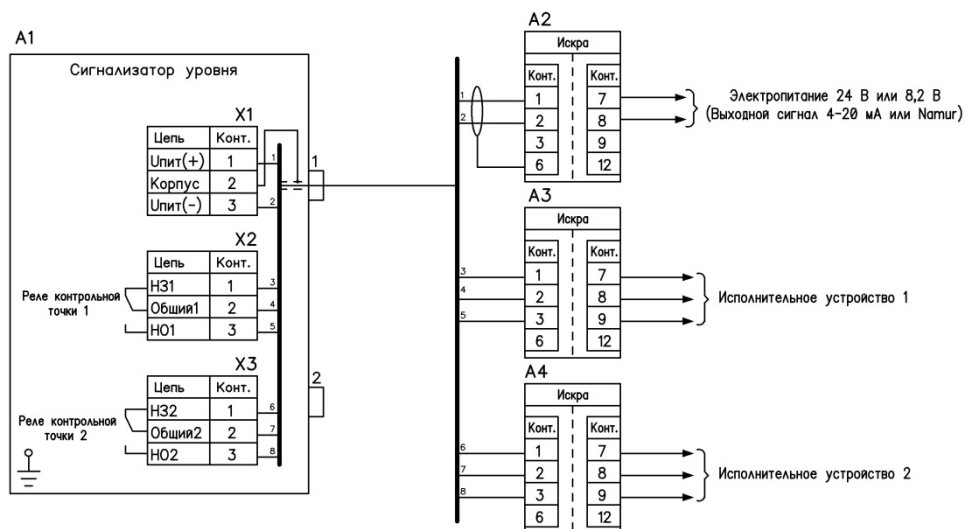 A1
Сигнализатор уровня
X1
Цепь Конт.
Uпит(+) 1
Корпус 2
Uпит(-) 3
1
2
1
X2
Цепь Конт.
НЗ1 1
Общий1 2
НО1 3
3
4
5
Реле контрольной
точки 1
X3
Цепь Конт.
НЗ2 1
Общий2 2
НО2 3
6
7
8
2
Реле контрольной
точки 2
A2
Искра
Конт. Конт.
1 7
2 8
3 9
6 12
1
2
Электропитание 24 В или 8,2 В
(Выходной сигнал 4-20 мА или Namur)
A3
Искра
Конт. Конт.
1 7
2 8
3 9
6 12
3
4
5
Исполнительное устройство 1
A4
Искра
Конт. Конт.
1 7
2 8
3 9
6 12
6
7
8
Исполнительное устройство 2